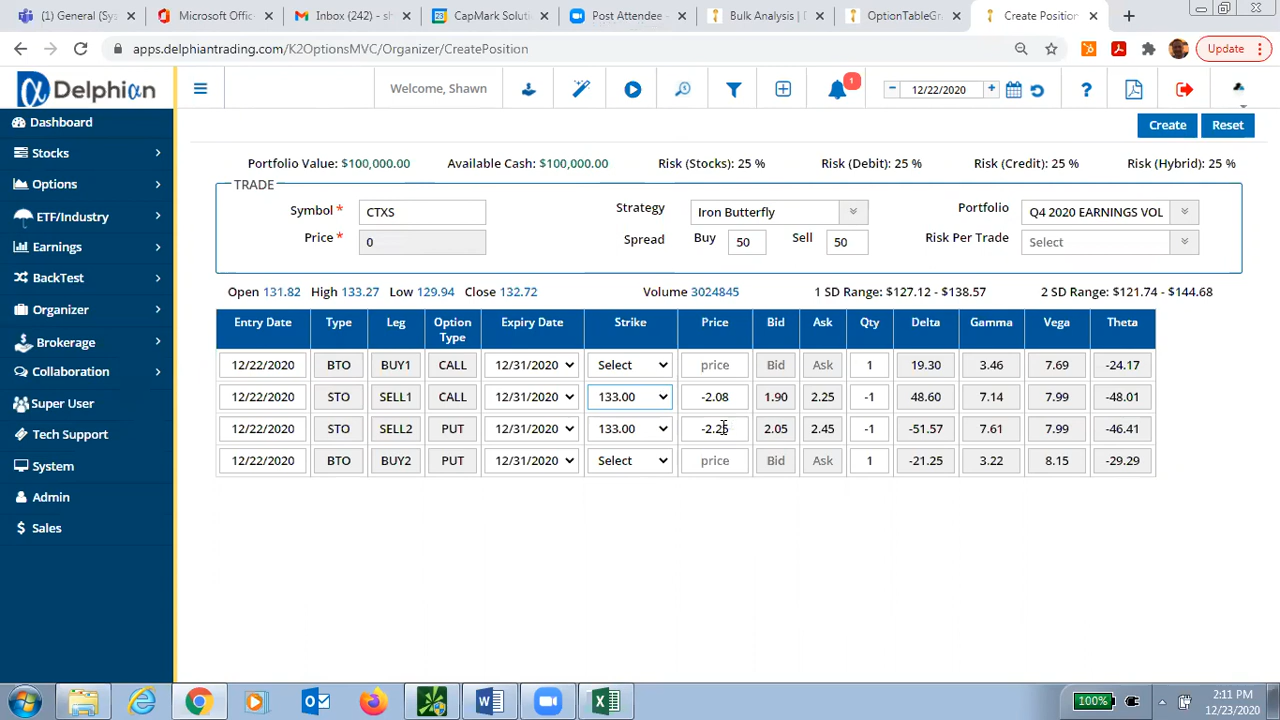 (1) General (Sys
Microsoft Offic
Inbox (242) - sh
CapMark Soluti
Post Attendee -
Bulk Analysis | D
OptionTableGr
Create Position
apps.delphiantrading.com/K2OptionsMVC/Organizer/CreatePosition
Update
Delphian
Welcome, Shawn
1
12/22/2020
?
Create
Reset
Dashboard
Stocks
Options
ETF/Industry
Earnings
BackTest
Organizer
Brokerage
Collaboration
Super User
Tech Support
System
Admin
$ Sales
Portfolio Value: $100,000.00 Available Cash: $100,000.00 Risk (Stocks): 25 % Risk (Debit): 25 % Risk (Credit): 25 % Risk (Hybrid): 25 %
TRADE
Symbol * CTXS Strategy Iron Butterfly Portfolio Q4 2020 EARNINGS VOL
Price * 0 Spread Buy 50 Sell 50 Risk Per Trade Select
Open 131.82 High 133.27 Low 129.94 Close 132.72 Volume 3024845 1 SD Range: $127.12 - $138.57 2 SD Range: $121.74 - $144.68
Entry Date Type Leg Option Type Expiry Date Strike Price Bid Ask Qty Delta Gamma Vega Theta
12/22/2020 BTO BUY1 CALL 12/31/2020 Select price Bid Ask 1 19.30 3.46 7.69 -24.17
12/22/2020 STO SELL1 CALL 12/31/2020 133.00 -2.08 1.90 2.25 -1 48.60 7.14 7.99 -48.01
12/22/2020 STO SELL2 PUT 12/31/2020 133.00 -2.25 2.05 2.45 -1 -51.57 7.61 7.99 -46.41
12/22/2020 BTO BUY2 PUT 12/31/2020 Select price Bid Ask 1 -21.25 3.22 8.15 -29.29
100%
2:11 PM
12/23/2020